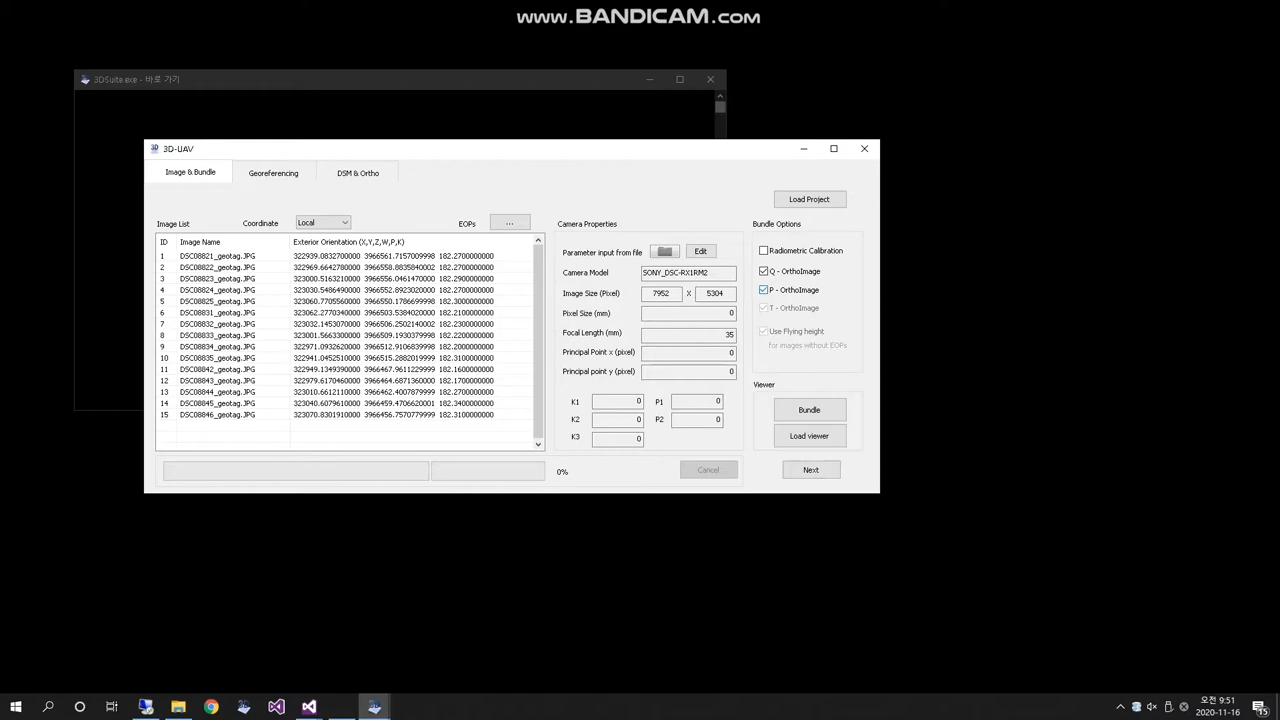 www.BANDICAM.com
3DSuite.exe - 바로 가기
3D-UAV
Image & Bundle
Georeferencing
DSM & Ortho
Load Project
Image List
Coordinate
Local
EOPs
...
Camera Properties
Bundle Options
ID Image Name Exterior Orientation (X,Y,Z,W,P,K)
1 DSC08821_geotag.JPG 322939.0832700000 3966561.7157009998 182.2700000000
2 DSC08822_geotag.JPG 322969.6642780000 3966558.8835840002 182.2300000000
3 DSC08823_geotag.JPG 323000.5163210000 3966556.0461740002 182.2900000000
4 DSC08824_geotag.JPG 323030.5486490000 3966552.8923020002 182.2700000000
5 DSC08825_geotag.JPG 323060.7705560000 3966550.1786699998 182.3000000000
6 DSC08831_geotag.JPG 323062.2770340000 3966503.5384020002 182.2100000000
7 DSC08832_geotag.JPG 323032.1453070000 3966506.2502140002 182.2300000000
8 DSC08833_geotag.JPG 323001.5663300000 3966509.1930379998 182.2200000000
9 DSC08834_geotag.JPG 322971.0932620000 3966512.9106839998 182.2000000000
10 DSC08835_geotag.JPG 322941.0452510000 3966515.2882019999 182.3100000000
11 DSC08842_geotag.JPG 322949.1349390000 3966467.9611229999 182.1600000000
12 DSC08843_geotag.JPG 322979.6170460000 3966464.6871360000 182.1700000000
13 DSC08844_geotag.JPG 323010.6612110000 3966462.4007879999 182.2700000000
14 DSC08845_geotag.JPG 323040.6079610000 3966459.4706620001 182.3400000000
15 DSC08846_geotag.JPG 323070.8301910000 3966456.7570779999 182.3100000000
Parameter input from file
Edit
Camera Model SONY_DSC-RX1RM2
Image Size (Pixel) 7952 X 5304
Pixel Size (mm) 0
Focal Length (mm) 35
Principal Point x (pixel) 0
Principal point y (pixel) 0
K1 0 P1 0
K2 0 P2 0
K3 0
Radiometric Calibration
Q - OrthoImage
P - OrthoImage
T - OrthoImage
Use Flying height
for images without EOPs
Viewer
Bundle
Load viewer
0%
Cancel
Next
오전 9:51
2020-11-16
15